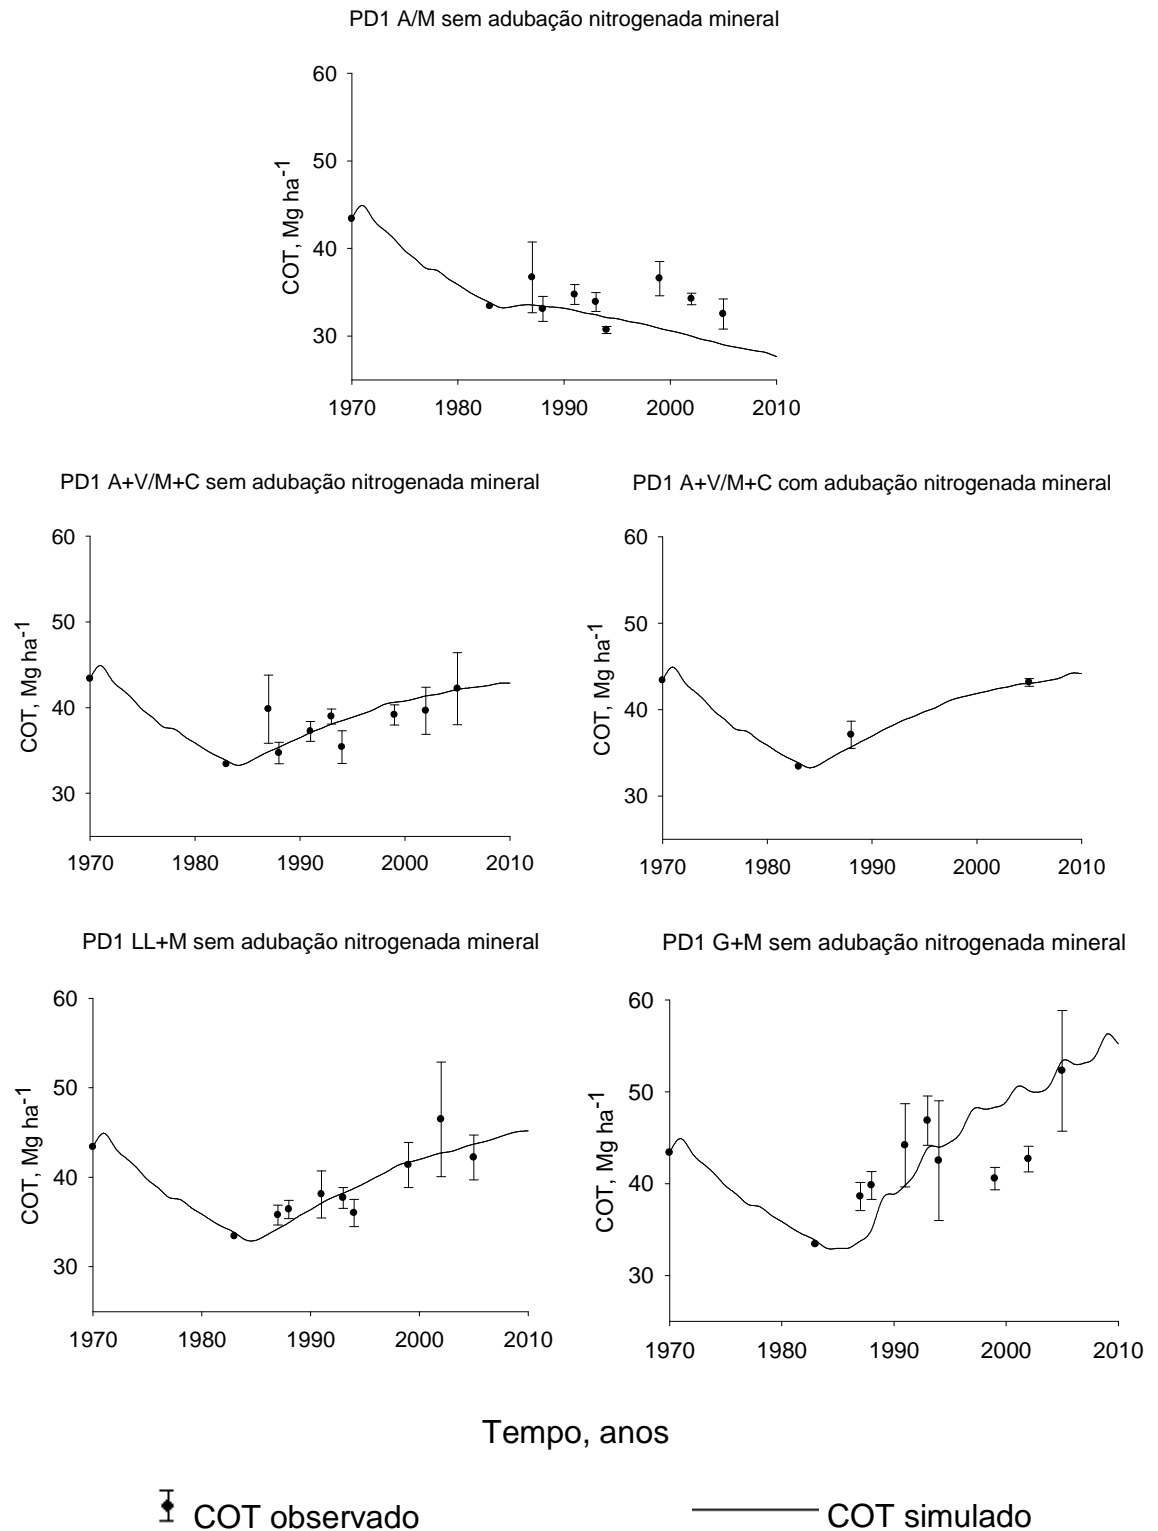 PD1 A/M sem adubação nitrogenada mineral
60
50
40
30
COT, Mg ha-1
1970 1980 1990 2000 2010
PD1 A+V/M+C sem adubação nitrogenada mineral
60
50
40
30
COT, Mg ha-1
1970 1980 1990 2000 2010
PD1 A+V/M+C com adubação nitrogenada mineral
60
50
40
30
COT, Mg ha-1
1970 1980 1990 2000 2010
PD1 LL+M sem adubação nitrogenada mineral
60
50
40
30
COT, Mg ha-1
1970 1980 1990 2000 2010
PD1 G+M sem adubação nitrogenada mineral
60
50
40
30
COT, Mg ha-1
1970 1980 1990 2000 2010
Tempo, anos
COT observado
COT simulado